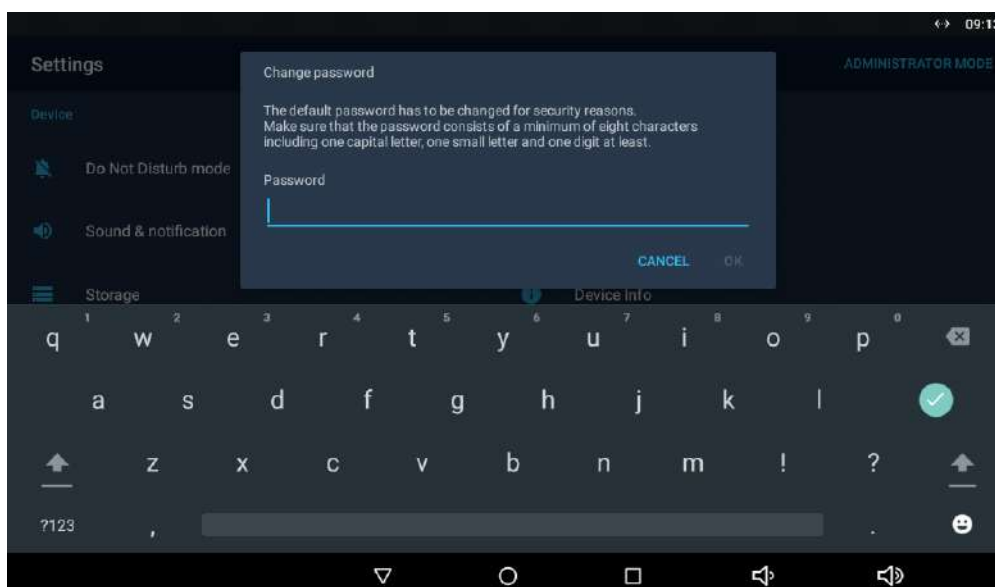 09:13
Settings
ADMINISTRATOR MODE
Device
Do Not Disturb mode
Sound & notification
Storage
Device Info
Change password
The default password has to be changed for security reasons.
Make sure that the password consists of a minimum of eight characters
including one capital letter, one small letter and one digit at least.
Password
CANCEL OK
1 2 3 4 5 6 7 8 9 0
q w e r t y u i o p
a s d f g h j k l
z x c v b n m ! ?
?123 , .